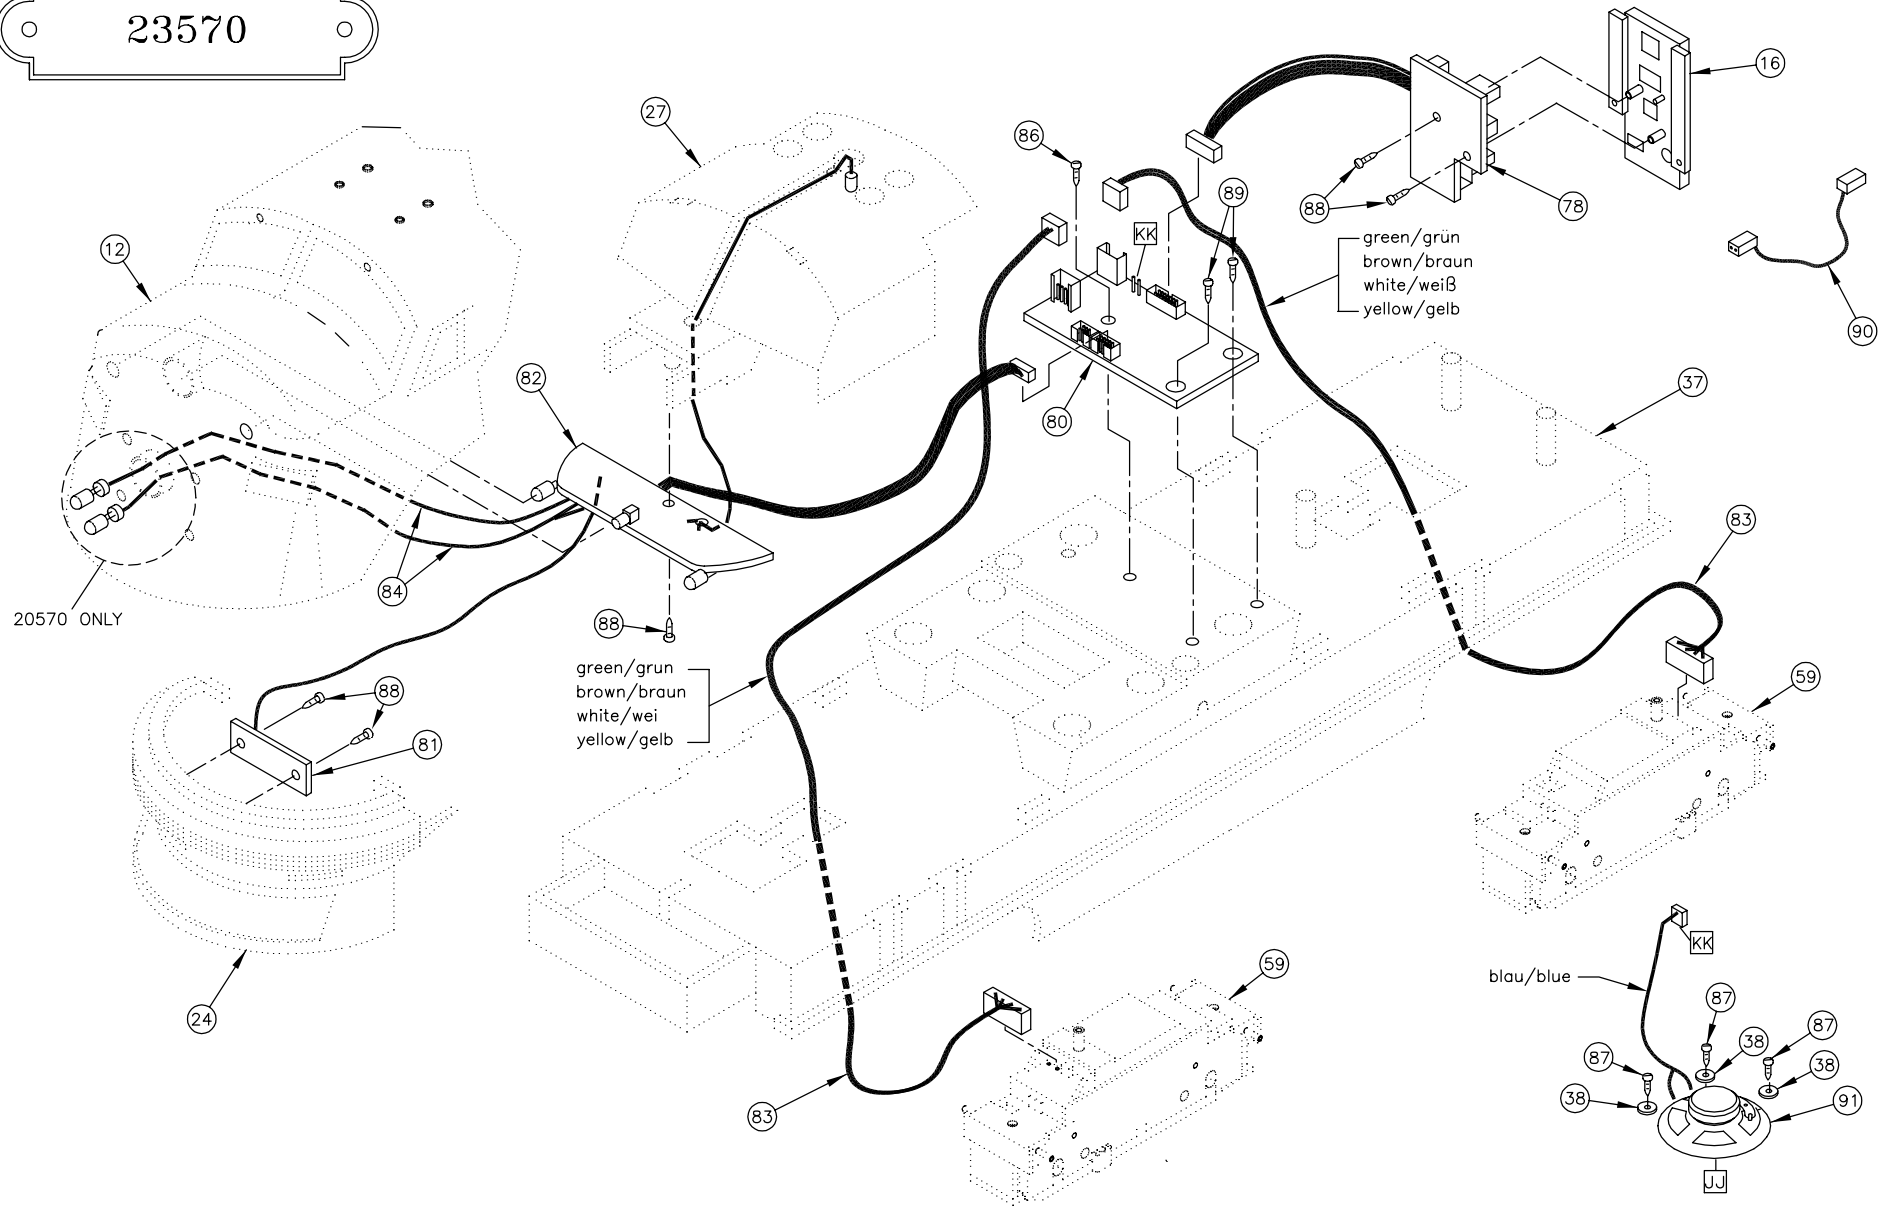 23570
16
27
86
89
88
78
KK
green/grün
brown/braun
white/weiß
yellow/gelb
12
90
82
37
80
83
84
20570 ONLY
88
green/grun
brown/braun
white/wei
yellow/gelb
88
59
81
KK
59
blau/blue
24
87
87
38
87
38
38
91
83
JJ